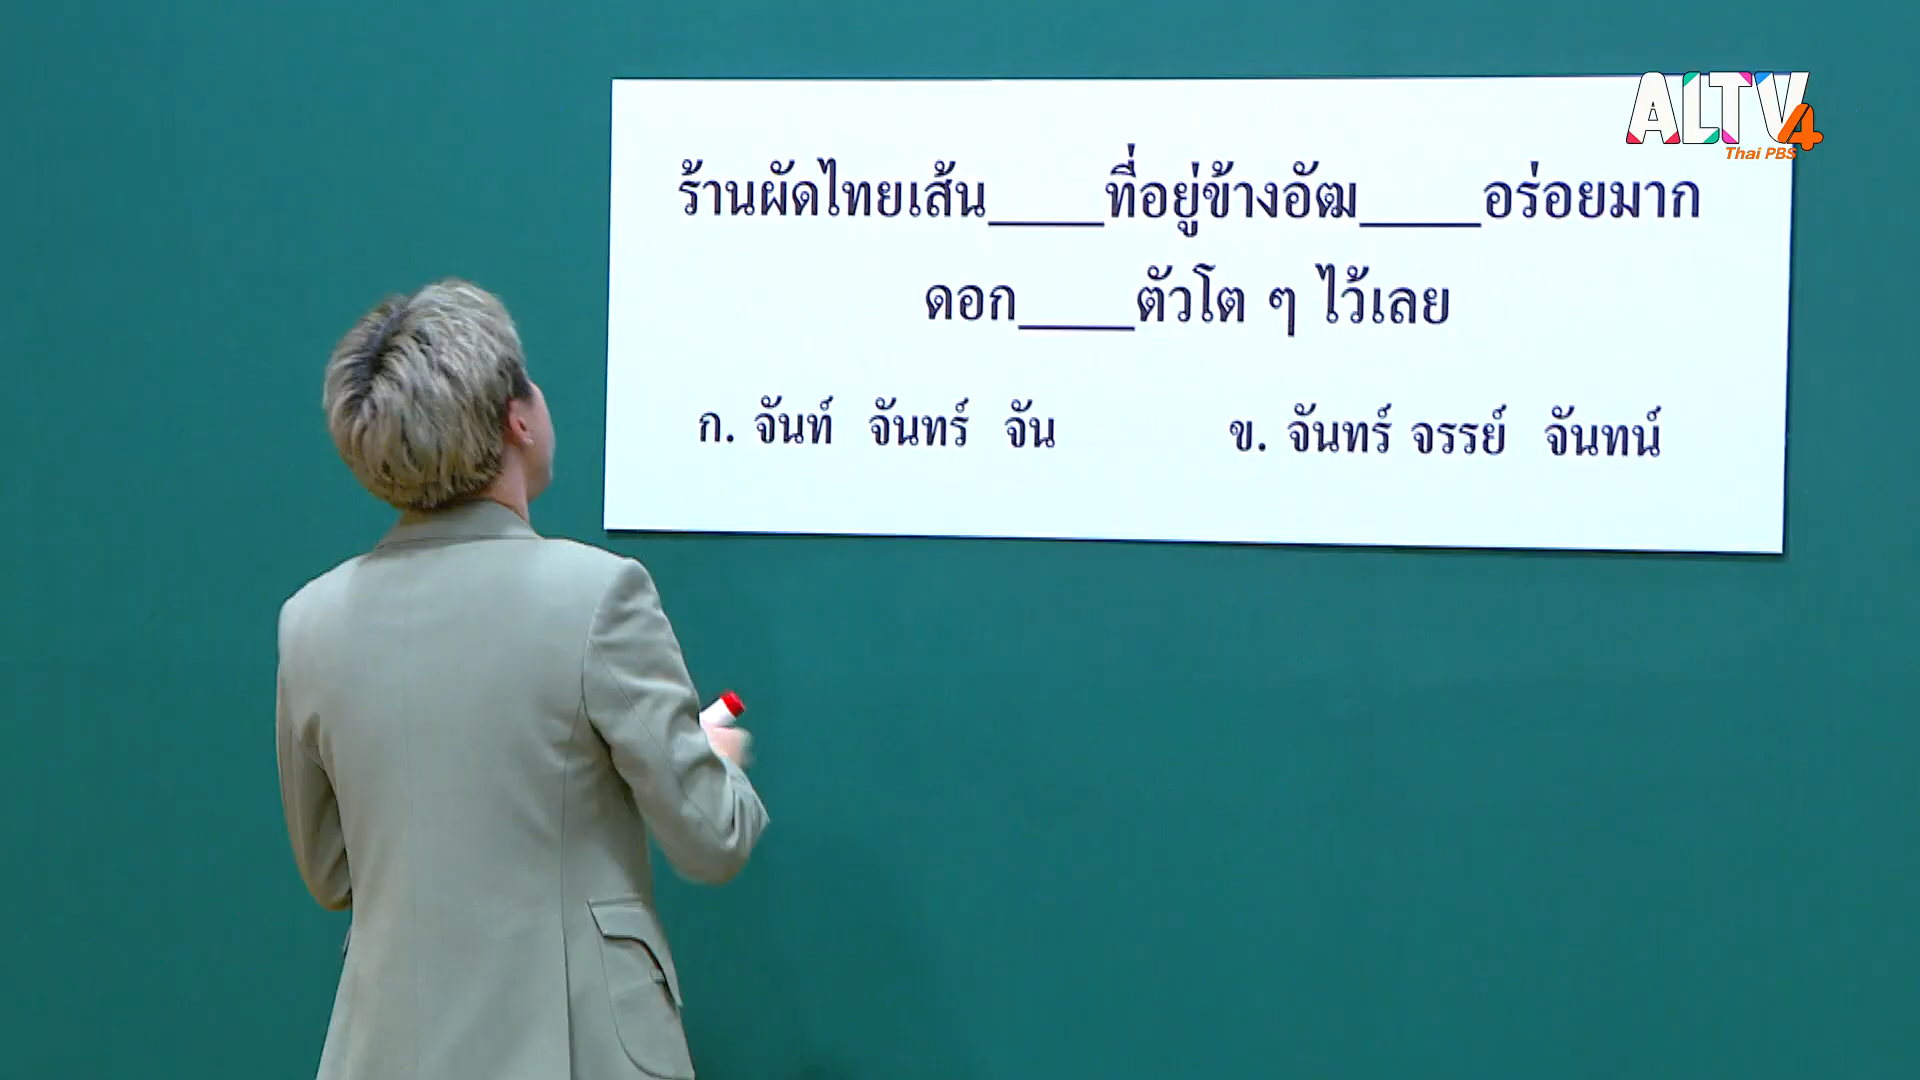 ALTV4
Thai PBS
ร้านผัดไทยเส้น____ที่อยู่ข้างอัฒ____อร่อยมาก
ดอก____ตัวโต ๆ ไว้เลย
ก. จันท์ จันทร์ จัน
ข. จันทร์ จรรย์ จันทน์